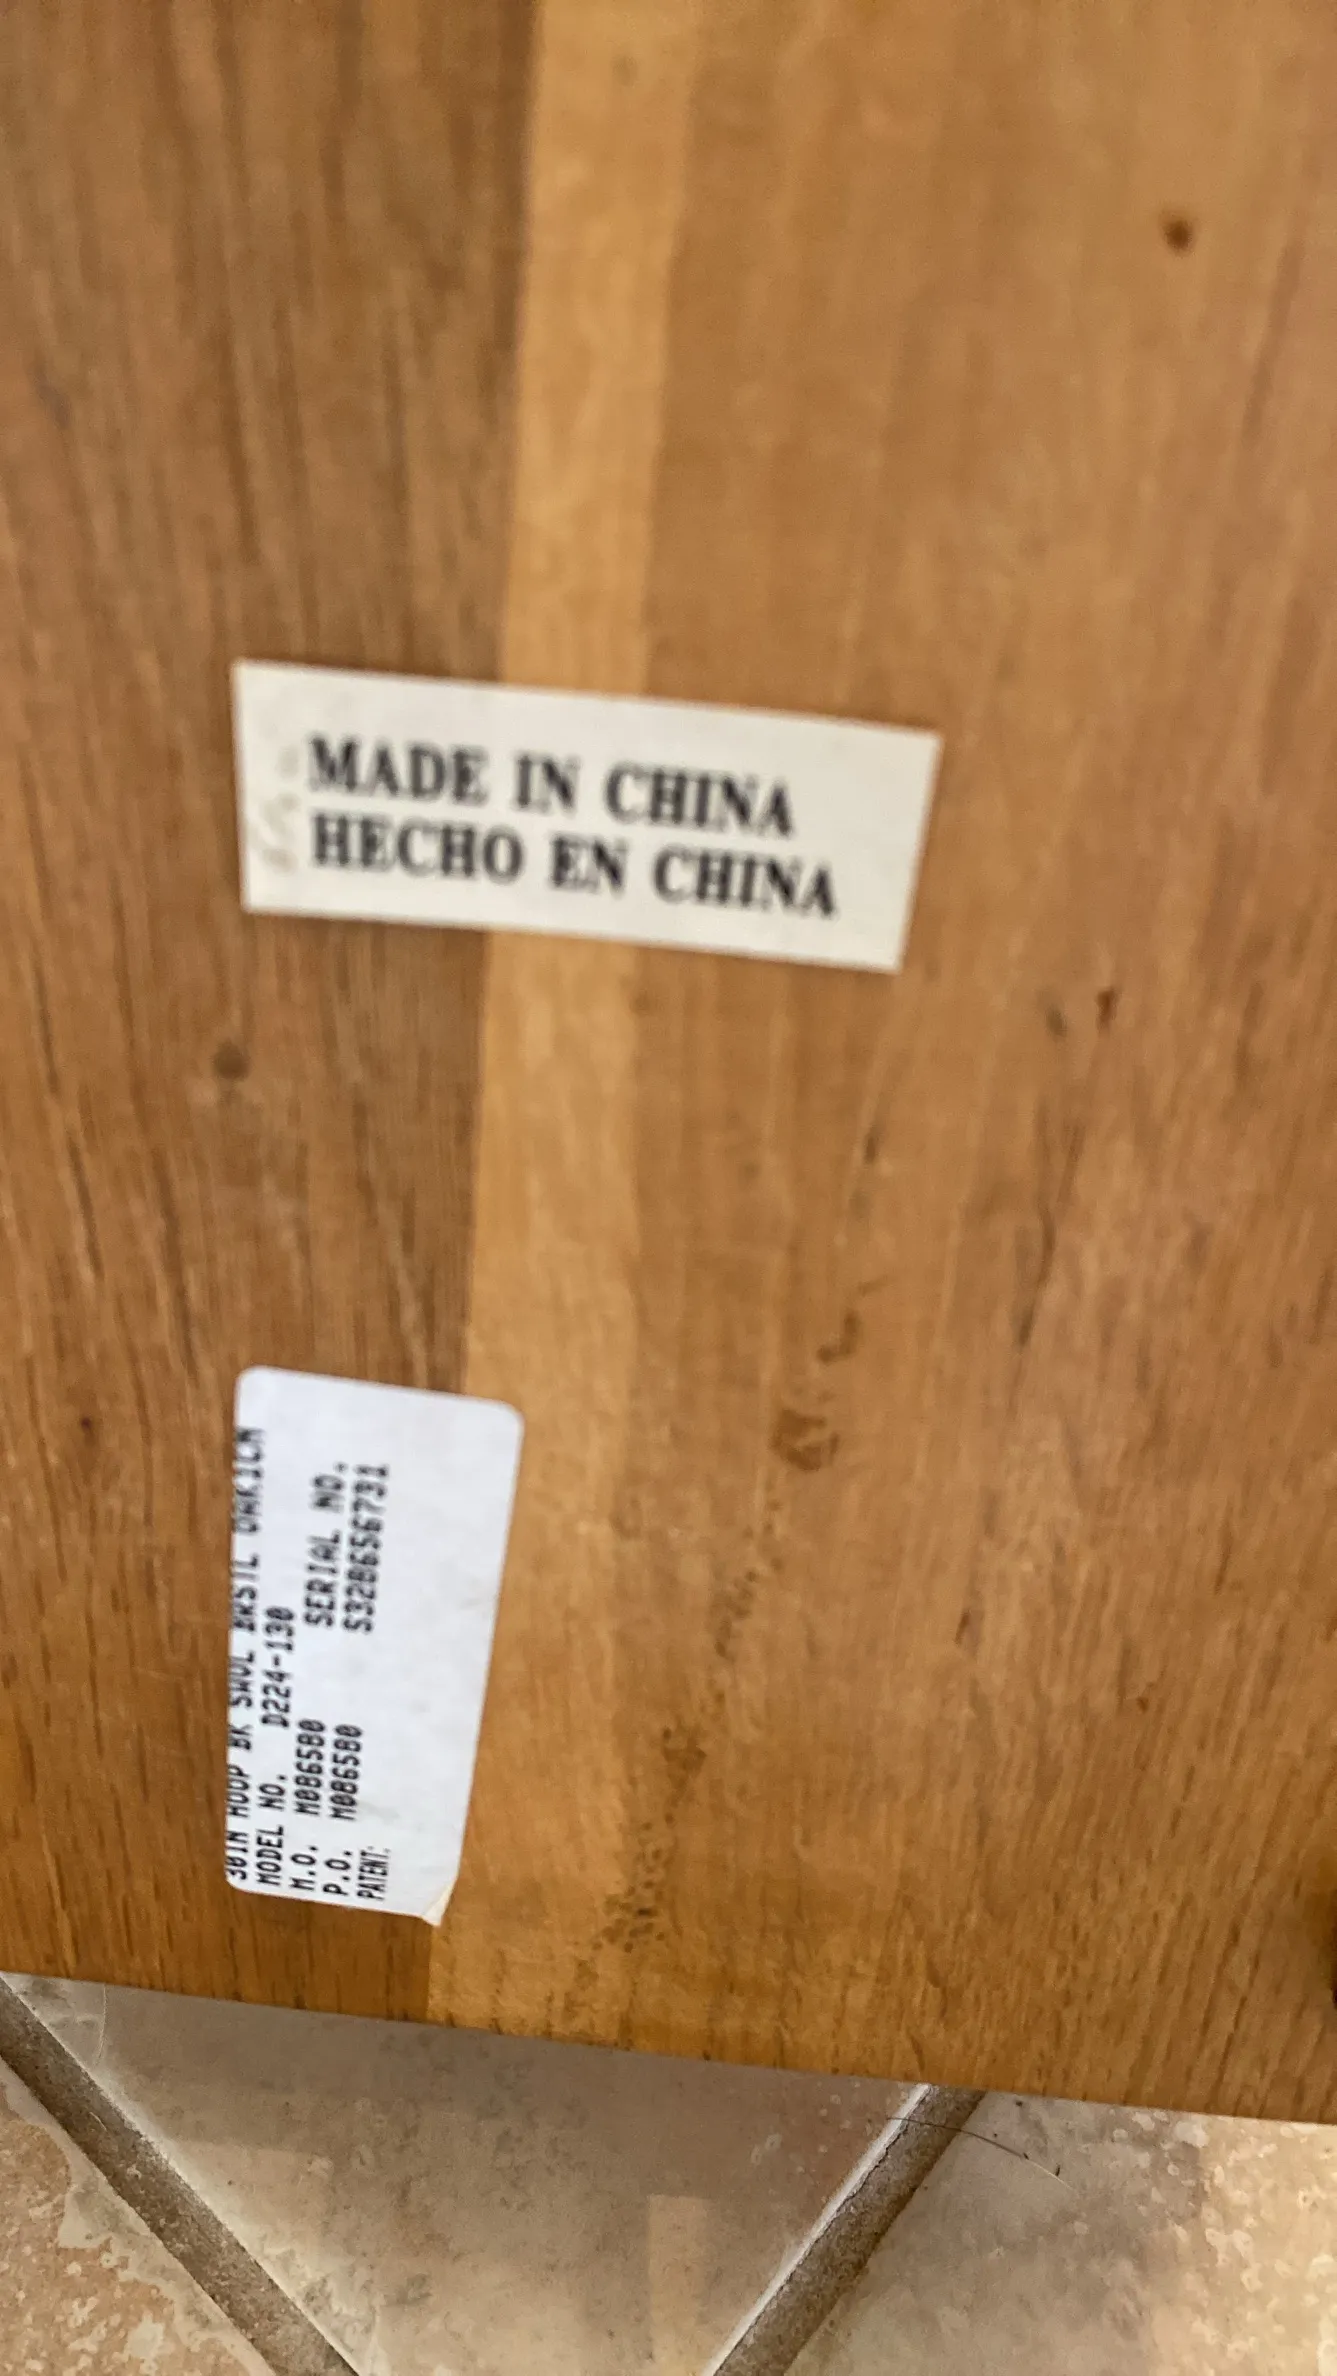 MADE IN CHINA
HECHO EN CHINA
30IN HOOP BK SWVL BRSTL OAKICN
MODEL NO. D224-130
M.O. M086580 SERIAL NO.
P.O. M086580 S328656731
PATENT: